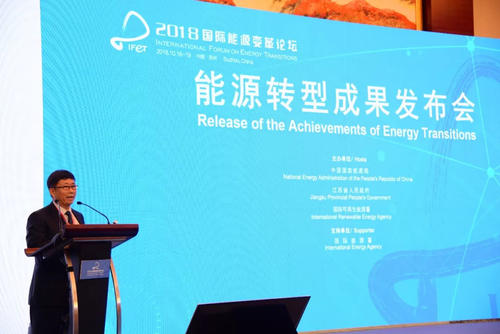 2018国际能源变革论坛
INTERNATIONAL FORUM ON ENERGY TRANSITIONS
IFET
2018.10.18-19 中国·苏州 Suzhou, China
能源转型成果发布会
Release of the Achievements of Energy Transitions
主办单位/ Hosts
中国国家能源局
National Energy Administration of the People's Republic of China
江苏省人民政府
Jiangsu Provincial People's Government
国际可再生能源署
International Renewable Energy Agency
支持单位/ Supporter
国际能源署
International Energy Agency